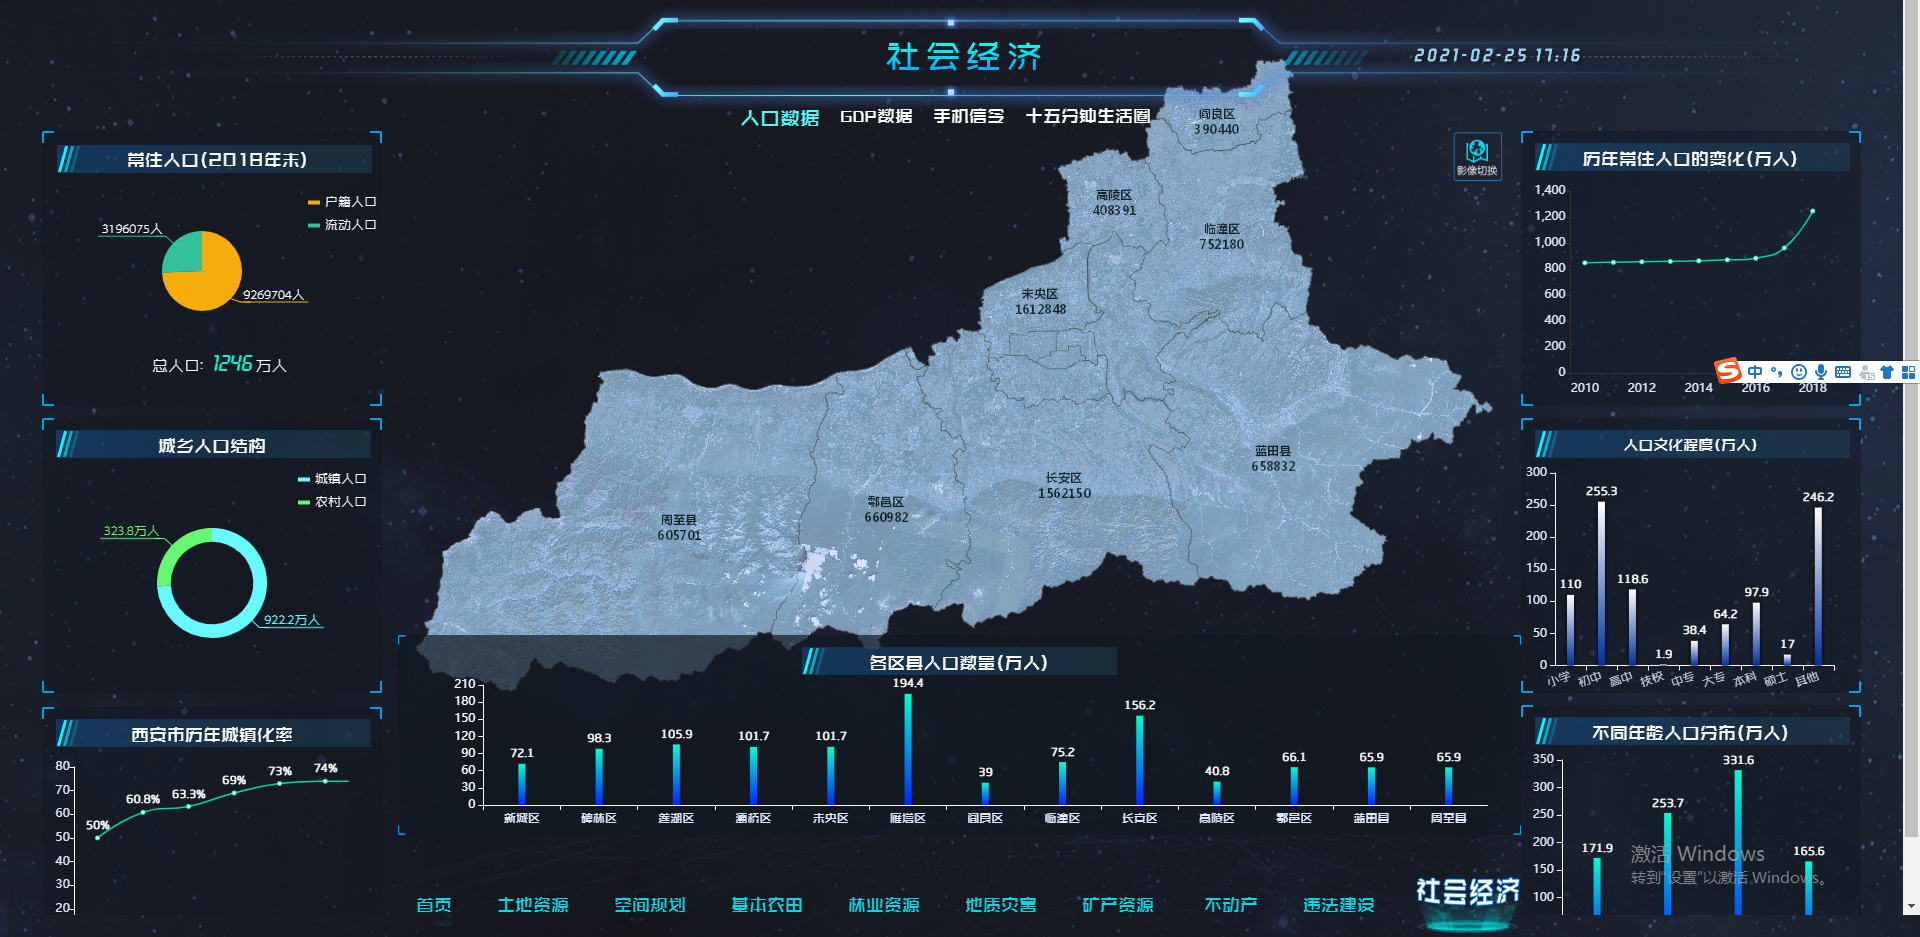 社会经济
2021-02-25 17:16
人口数据 GDP数据 手机信令 十五分钟生活圈
影像切换
常住人口(2018年末)
户籍人口
流动人口
3196075人
9269704人
总人口: 1246 万人
城乡人口结构
城镇人口
农村人口
323.8万人
922.2万人
西安市历年城镇化率
80
70
60
50
40
30
20
50% 60.8% 63.3% 69% 73% 74%
阎良区
390440
高陵区
408391
临潼区
752180
未央区
1612848
蓝田县
658832
长安区
1562150
鄠邑区
660982
周至县
605701
各区县人口数量(万人)
210
180
150
120
90
60
30
0
72.1 98.3 105.9 101.7 101.7 194.4 39 75.2 156.2 40.8 66.1 65.9 65.9
新城区 碑林区 莲湖区 灞桥区 未央区 雁塔区 阎良区 临潼区 长安区 高陵区 鄠邑区 蓝田县 周至县
历年常住人口的变化(万人)
1,400
1,200
1,000
800
600
400
200
0
2010 2012 2014 2016 2018
中
人口文化程度(万人)
300
250
200
150
100
50
0
110 255.3 118.6 1.9 38.4 64.2 97.9 17 246.2
小学 初中 高中 技校 中专 大专 本科 硕士 其他
不同年龄人口分布(万人)
350
300
250
200
150
100
171.9 253.7 331.6 165.6
激活 Windows
转到"设置"以激活 Windows。
首页 土地资源 空间规划 基本农田 林业资源 地质灾害 矿产资源 不动产 违法建设 社会经济